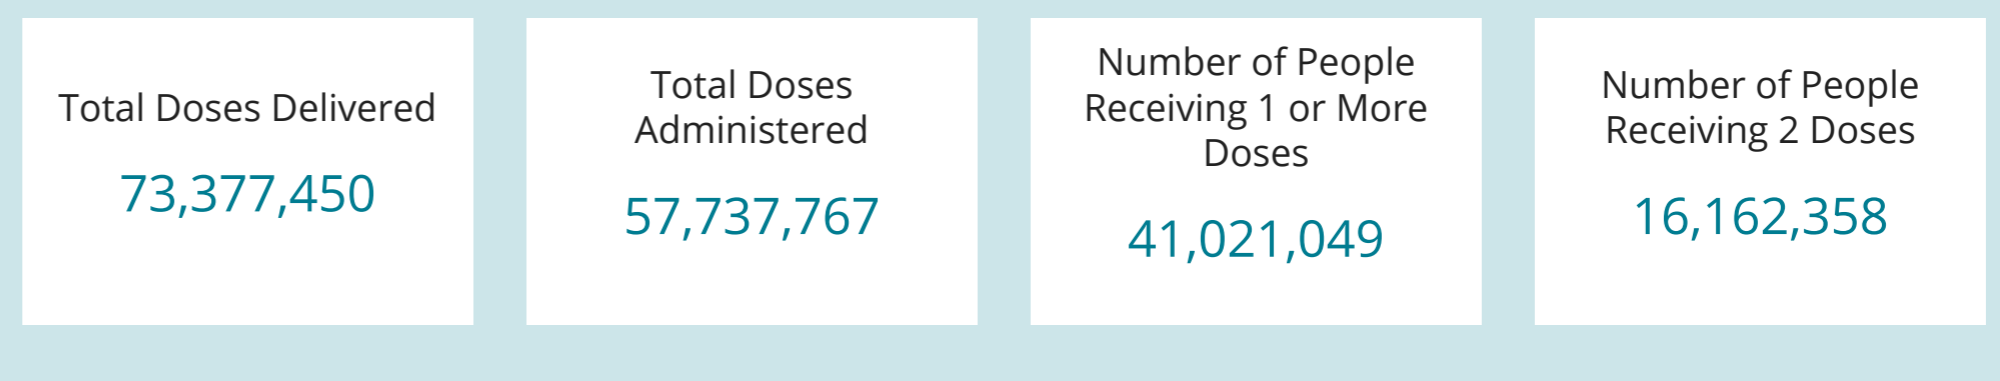 Total Doses Delivered
73,377,450
Total Doses
Administered
57,737,767
Number of People
Receiving 1 or More
Doses
41,021,049
Number of People
Receiving 2 Doses
16,162,358